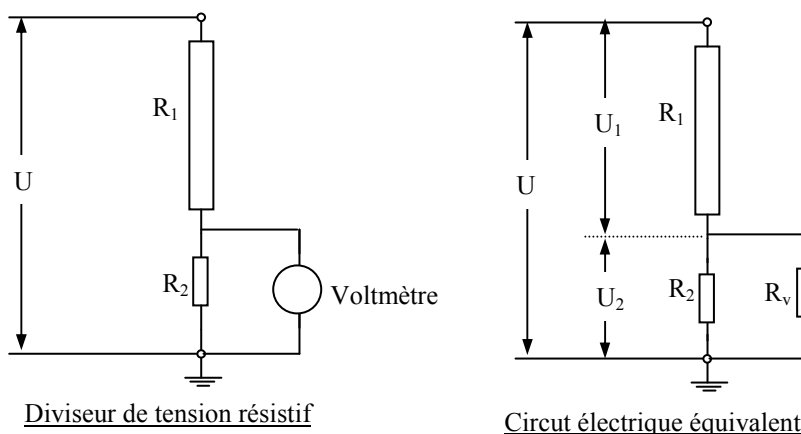 R₁
U
R₂
Voltmètre
Diviseur de tension résistif
U
U₁
R₁
U₂
R₂
Rᵥ
Circut électrique équivalent